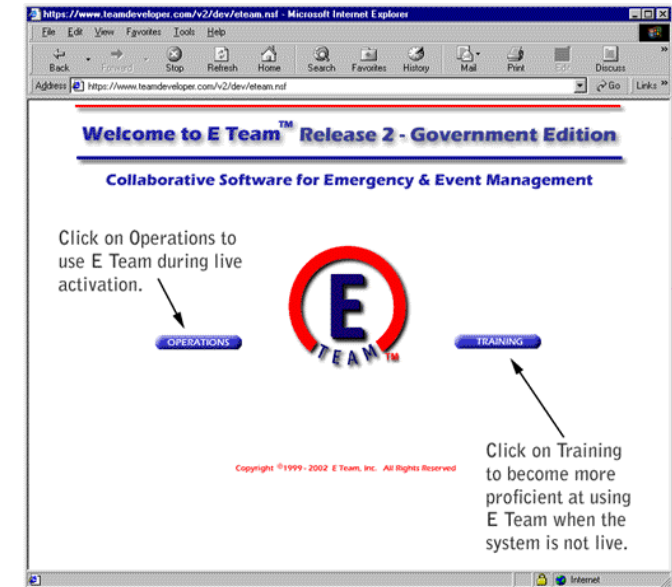 https://www.teamdeveloper.com/v2/dev/eteam.nsf - Microsoft Internet Explorer
File Edit View Favorites Tools Help
Back Forward Stop Refresh Home Search Favorites History Mail Print Edit Discuss
Address https://www.teamdeveloper.com/v2/dev/eteam.nsf Go Links »
Welcome to E Team™ Release 2 - Government Edition
Collaborative Software for Emergency & Event Management
Click on Operations to
use E Team during live
activation.
E
TEAM TM
OPERATIONS
TRAINING
Click on Training
to become more
proficient at using
E Team when the
system is not live.
Copyright ©1999-2002 E Team, Inc. All Rights Reserved
Internet